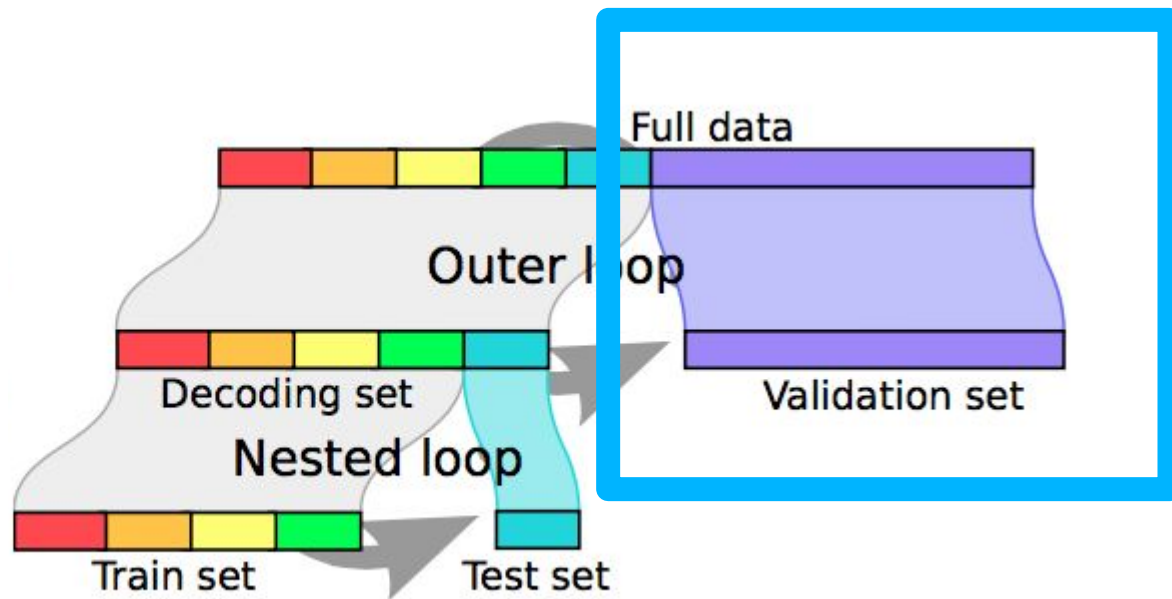 Full data
Outer loop
Decoding set
Validation set
Nested loop
Train set
Test set